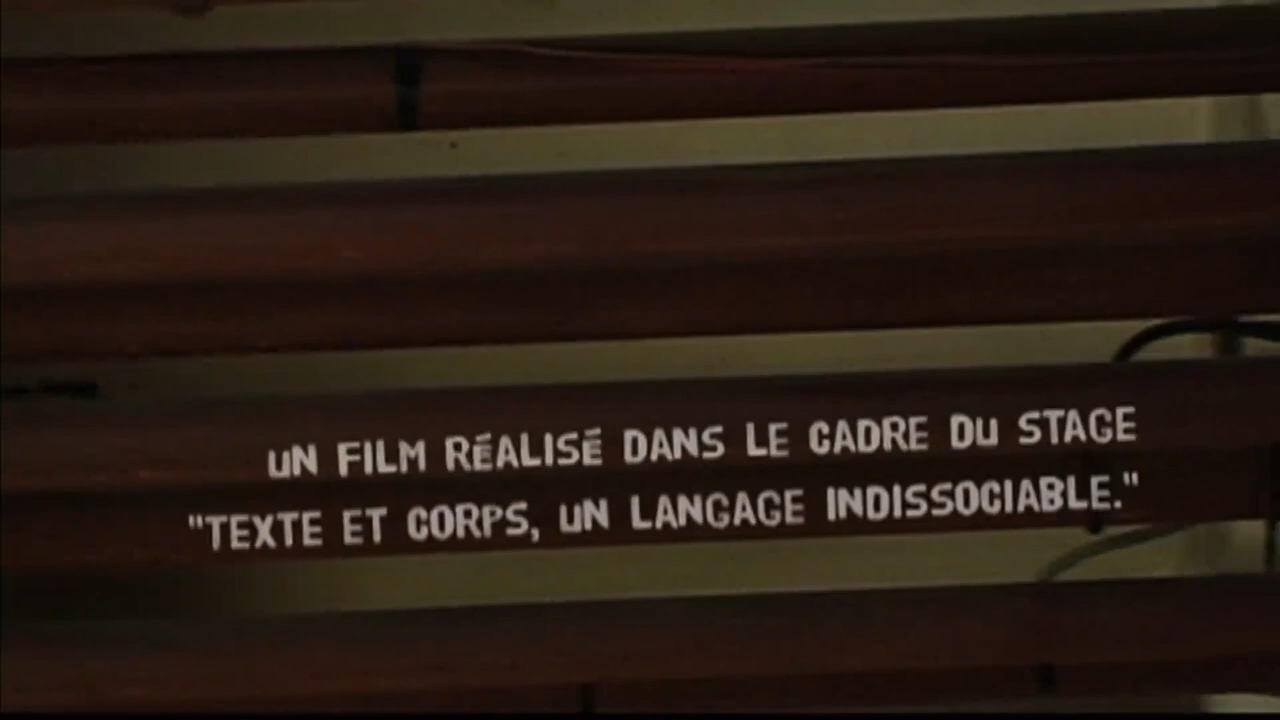 UN FILM RÉALISÉ DANS LE CADRE DU STAGE
"TEXTE ET CORPS, UN LANGAGE INDISSOCIABLE."